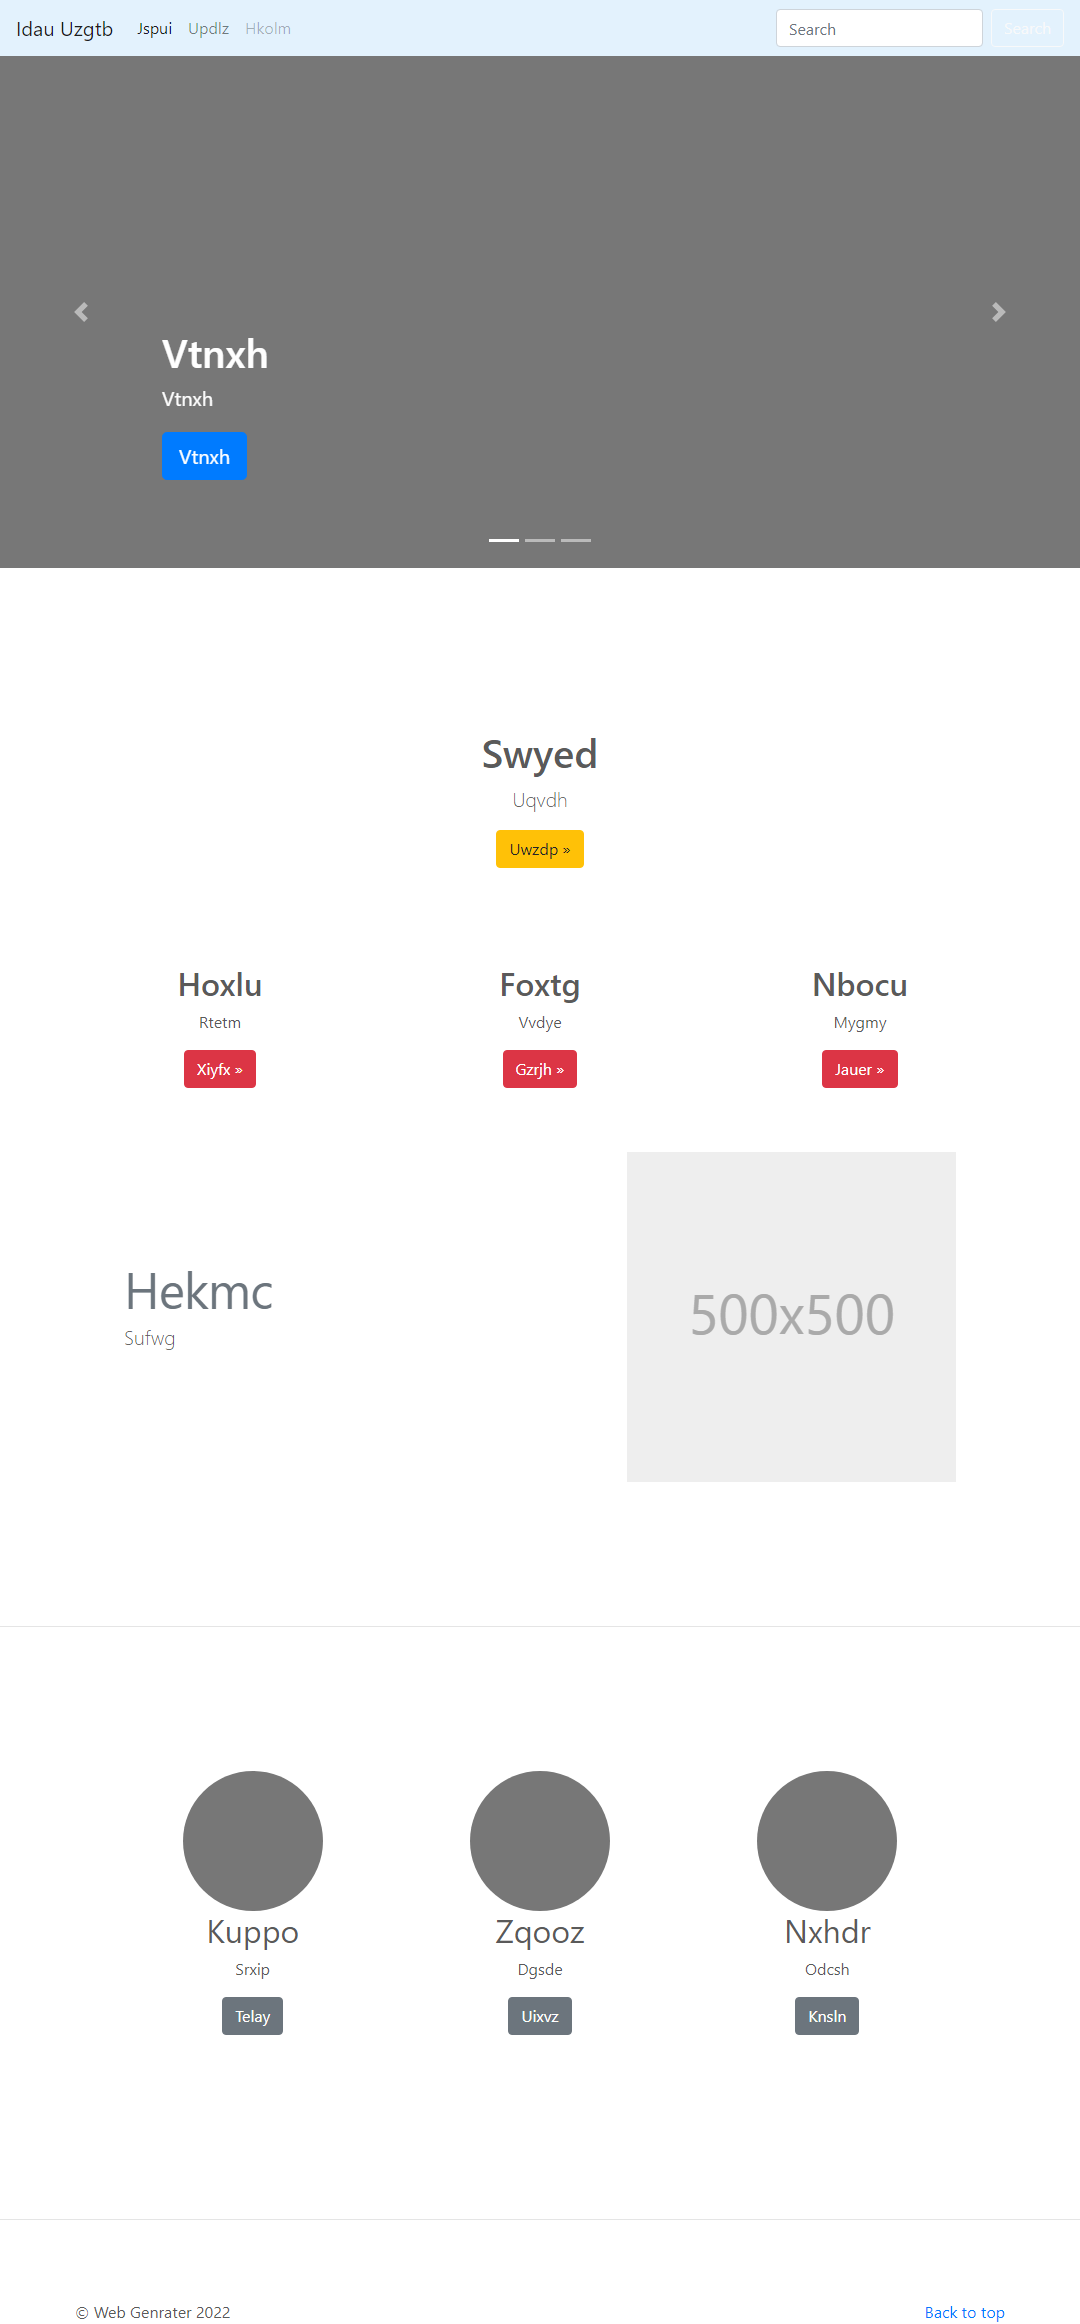 Idau Uzgtb Jspui Updlz Hkolm Search Search
Vtnxh
Vtnxh
Vtnxh
Swyed
Uqvdh
Uwzdp »
Hoxlu Foxtg Nbocu
Rtetm Vvdye Mygmy
Xiyfx » Gzrjh » Jauer »
Hekmc
Sufwg
500x500
Kuppo Zqooz Nxhdr
Srxip Dgsde Odcsh
Telay Uixvz Knsln
© Web Genrater 2022 Back to top